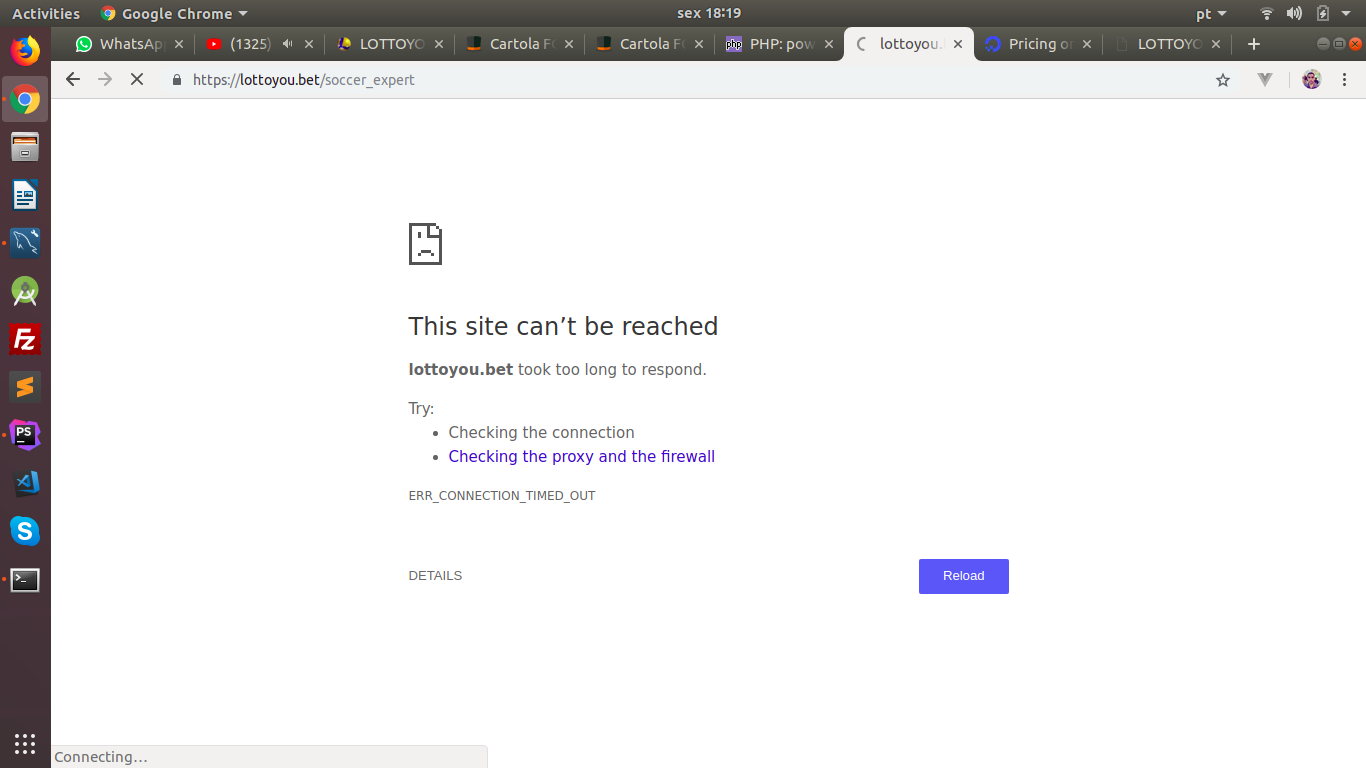 Activities Google Chrome sex 18:19 pt
WhatsAp (1325) LOTTOYO Cartola F Cartola F PHP: pow lottoyou. Pricing o LOTTOYO
https://lottoyou.bet/soccer_expert
This site can’t be reached
lottoyou.bet took too long to respond.
Try:
• Checking the connection
• Checking the proxy and the firewall
ERR_CONNECTION_TIMED_OUT
DETAILS Reload
Connecting…